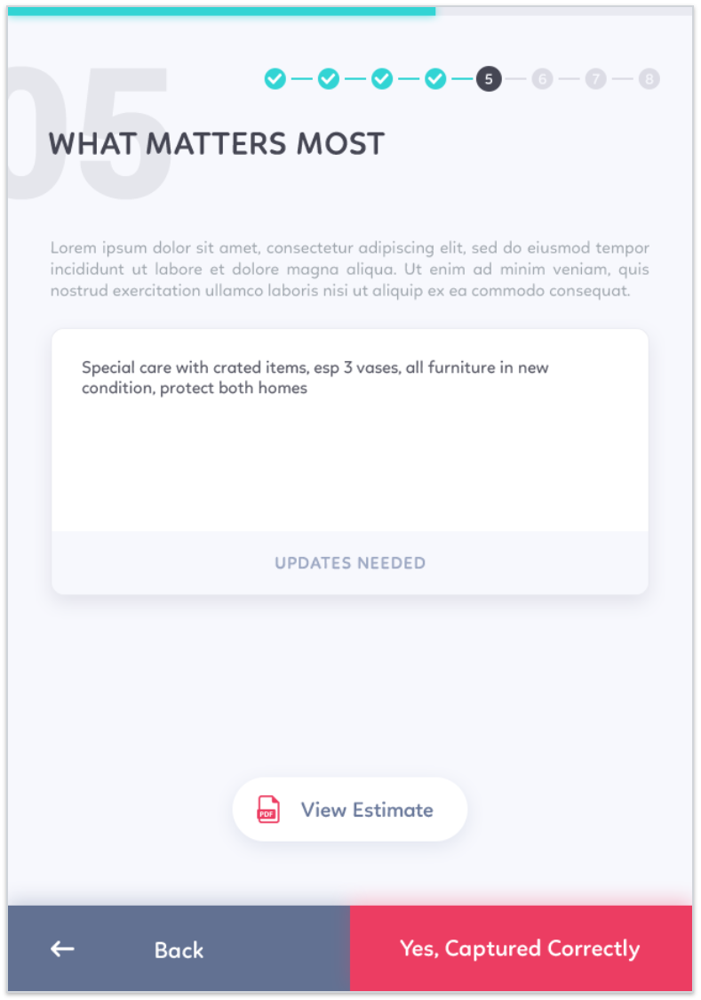 05
5
6
7
8
WHAT MATTERS MOST
Lorem ipsum dolor sit amet, consectetur adipiscing elit, sed do eiusmod tempor
incididunt ut labore et dolore magna aliqua. Ut enim ad minim veniam, quis
nostrud exercitation ullamco laboris nisi ut aliquip ex ea commodo consequat.
Special care with crated items, esp 3 vases, all furniture in new
condition, protect both homes
UPDATES NEEDED
PDF
View Estimate
Back
Yes, Captured Correctly